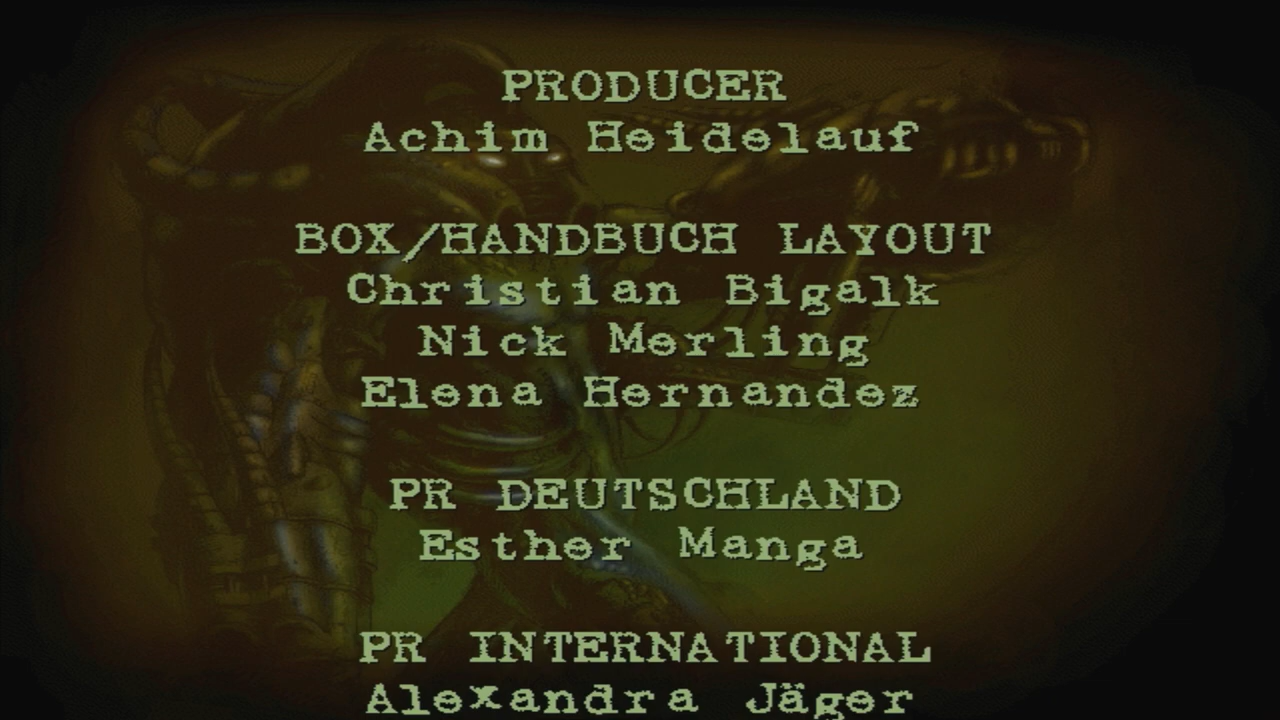 PRODUCER
Achim Heidelauf
BOX/HANDBUCH LAYOUT
Christian Bigalk
Nick Merling
Elena Hernandez
PR DEUTSCHLAND
Esther Manga
PR INTERNATIONAL
Alexandra Jäger